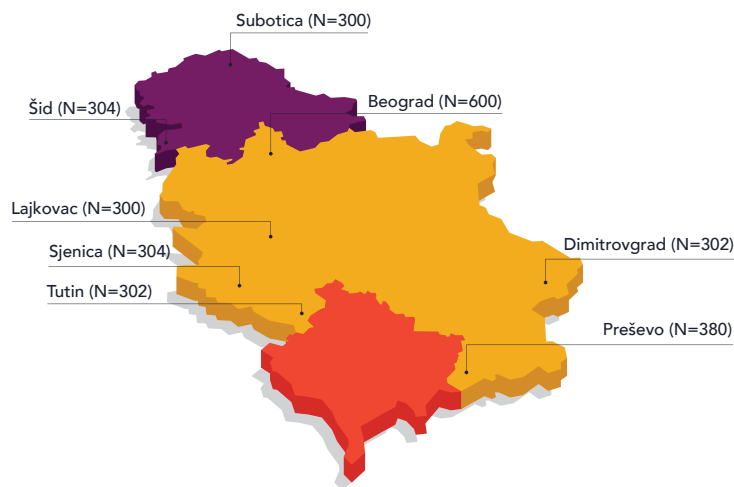 Subotica (N=300)
Šid (N=304)
Beograd (N=600)
Lajkovac (N=300)
Sjenica (N=304)
Dimitrovgrad (N=302)
Tutin (N=302)
Preševo (N=380)